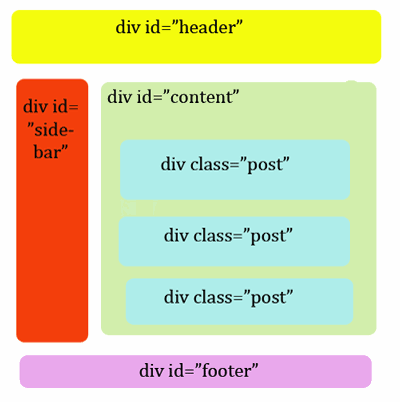 div id=”header”
div id=
”side-
bar”
div id=”content”
div class=”post”
div class=”post”
div class=”post”
div id=”footer”